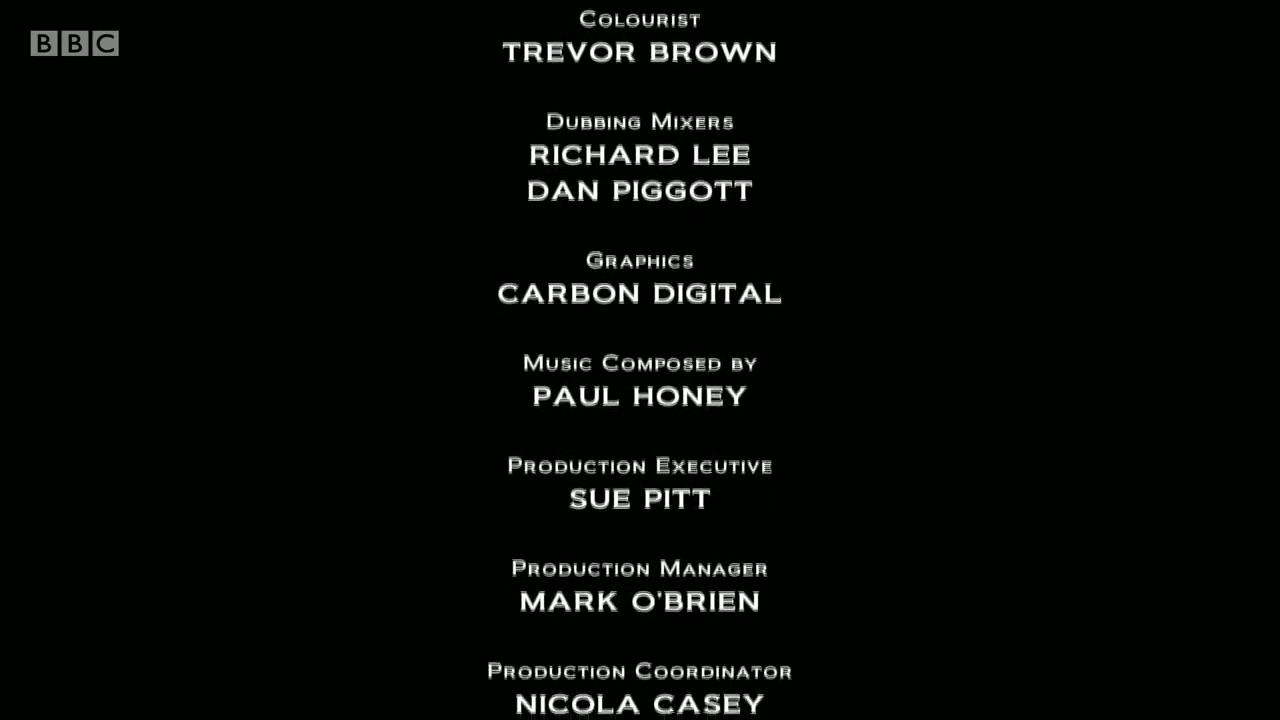 BBC
COLOURIST
TREVOR BROWN
DUBBING MIXERS
RICHARD LEE
DAN PIGGOTT
GRAPHICS
CARBON DIGITAL
MUSIC COMPOSED BY
PAUL HONEY
PRODUCTION EXECUTIVE
SUE PITT
PRODUCTION MANAGER
MARK O'BRIEN
PRODUCTION COORDINATOR
NICOLA CASEY